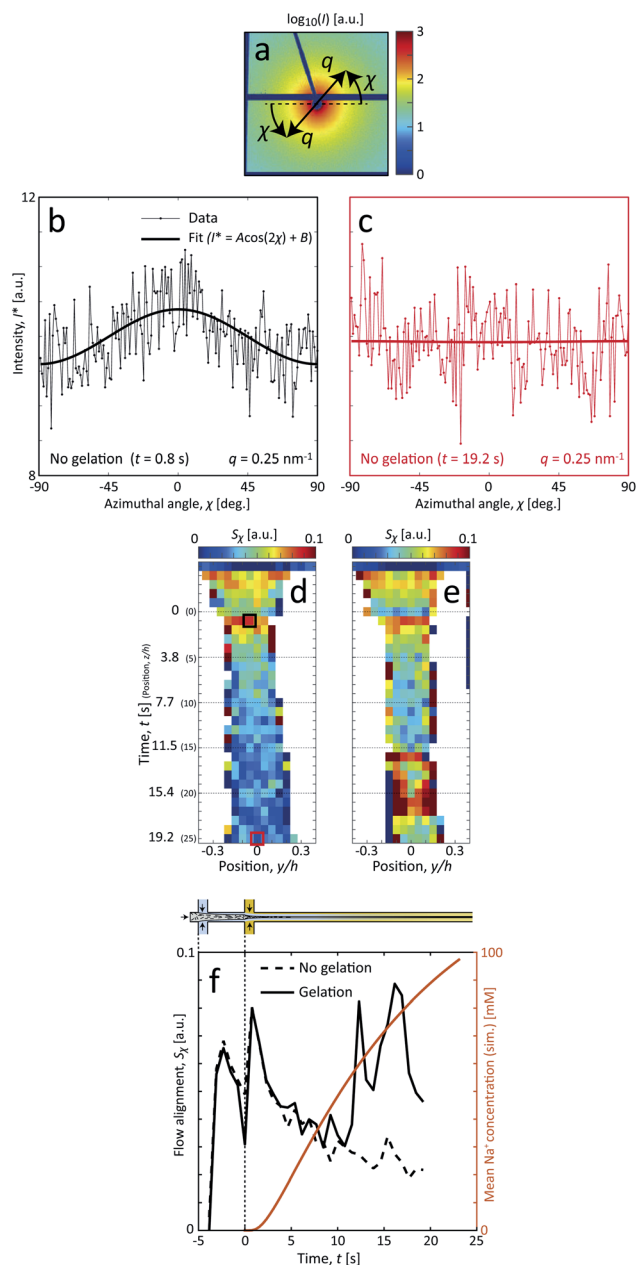 log10(I) [a.u.]
a
q
χ
χ
q
3
2
1
0
12
b
Data
Fit (I* = Acos(2χ) + B)
c
Intensity, I* [a.u.]
No gelation (t = 0.8 s)
q = 0.25 nm-1
No gelation (t = 19.2 s)
q = 0.25 nm-1
8
-90
-45
0
45
90
-90
-45
0
45
90
Azimuthal angle, χ [deg.]
Azimuthal angle, χ [deg.]
Sχ [a.u.]
0
0.1
Sχ [a.u.]
0
0.1
d
e
0 (0)
3.8 (5)
7.7 (10)
11.5 (15)
15.4 (20)
19.2 (25)
Time, t [s] (Position, z/h)
-0.3
0
0.3
-0.3
0
0.3
Position, y/h
Position, y/h
0.1
f
No gelation
Gelation
100
Flow alignment, Sχ [a.u.]
Mean Na+ concentration (sim.) [mM]
0
0
-5
0
5
10
15
20
25
Time, t [s]